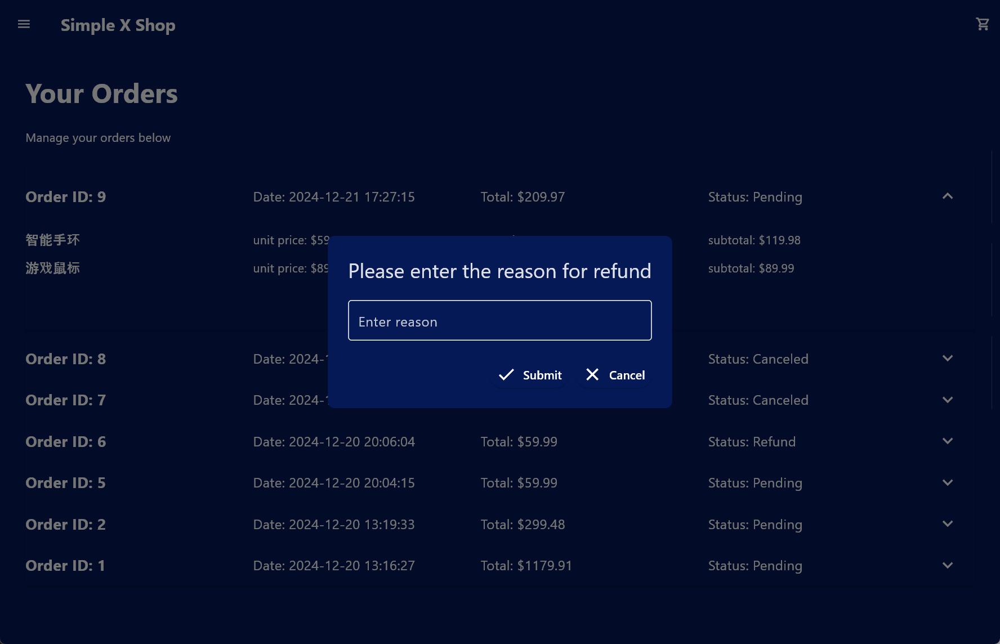 Simple X Shop
Your Orders
Manage your orders below
Order ID: 9 Date: 2024-12-21 17:27:15 Total: $209.97 Status: Pending
智能手环 unit price: $59 subtotal: $119.98
游戏鼠标 unit price: $89 subtotal: $89.99
Please enter the reason for refund
Enter reason
Submit Cancel
Order ID: 8 Date: 2024- Status: Canceled
Order ID: 7 Date: 2024- Status: Canceled
Order ID: 6 Date: 2024-12-20 20:06:04 Total: $59.99 Status: Refund
Order ID: 5 Date: 2024-12-20 20:04:15 Total: $59.99 Status: Pending
Order ID: 2 Date: 2024-12-20 13:19:33 Total: $299.48 Status: Pending
Order ID: 1 Date: 2024-12-20 13:16:27 Total: $1179.91 Status: Pending